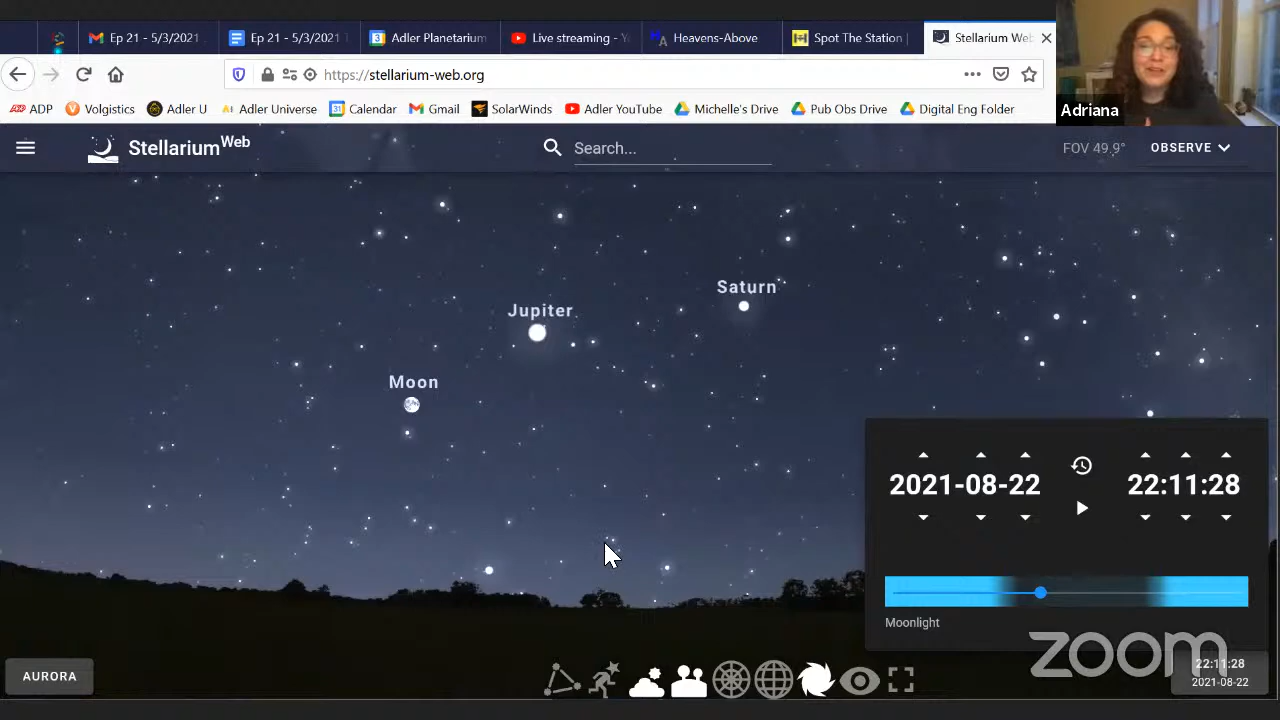 Ep 21 - 5/3/2021
Ep 21 - 5/3/2021
Adler Planetarium
Live streaming - Y
Heavens-Above
Spot The Station |
Stellarium Web
https://stellarium-web.org
Adriana
ADP
Volgistics
Adler U
Adler Universe
Calendar
Gmail
SolarWinds
Adler YouTube
Michelle's Drive
Pub Obs Drive
Digital Eng Folder
StellariumWeb
Search...
FOV 49.9°
OBSERVE
Saturn
Jupiter
Moon
2021-08-22
22:11:28
Moonlight
zoom
AURORA
22:11:28
2021-08-22